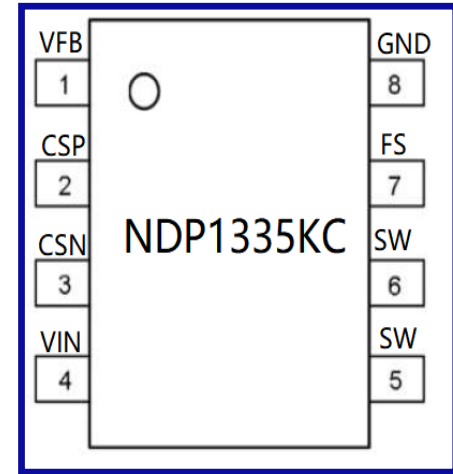 VFB GND
1 8
CSP FS
2 7
NDP1335KC
CSN SW
3 6
VIN SW
4 5